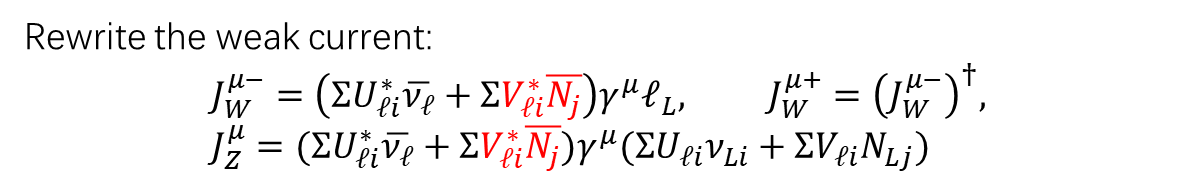 Rewrite the weak current:
J_W^{μ−} = (ΣU_{ℓi}^* \overline{ν_ℓ} + ΣV_{ℓi}^* \overline{N_j})γ^μ ℓ_L, J_W^{μ+} = (J_W^{μ−})^†,
J_Z^μ = (ΣU_{ℓi}^* \overline{ν_ℓ} + ΣV_{ℓi}^* \overline{N_j})γ^μ(ΣU_{ℓi}ν_{Li} + ΣV_{ℓi}N_{Lj})